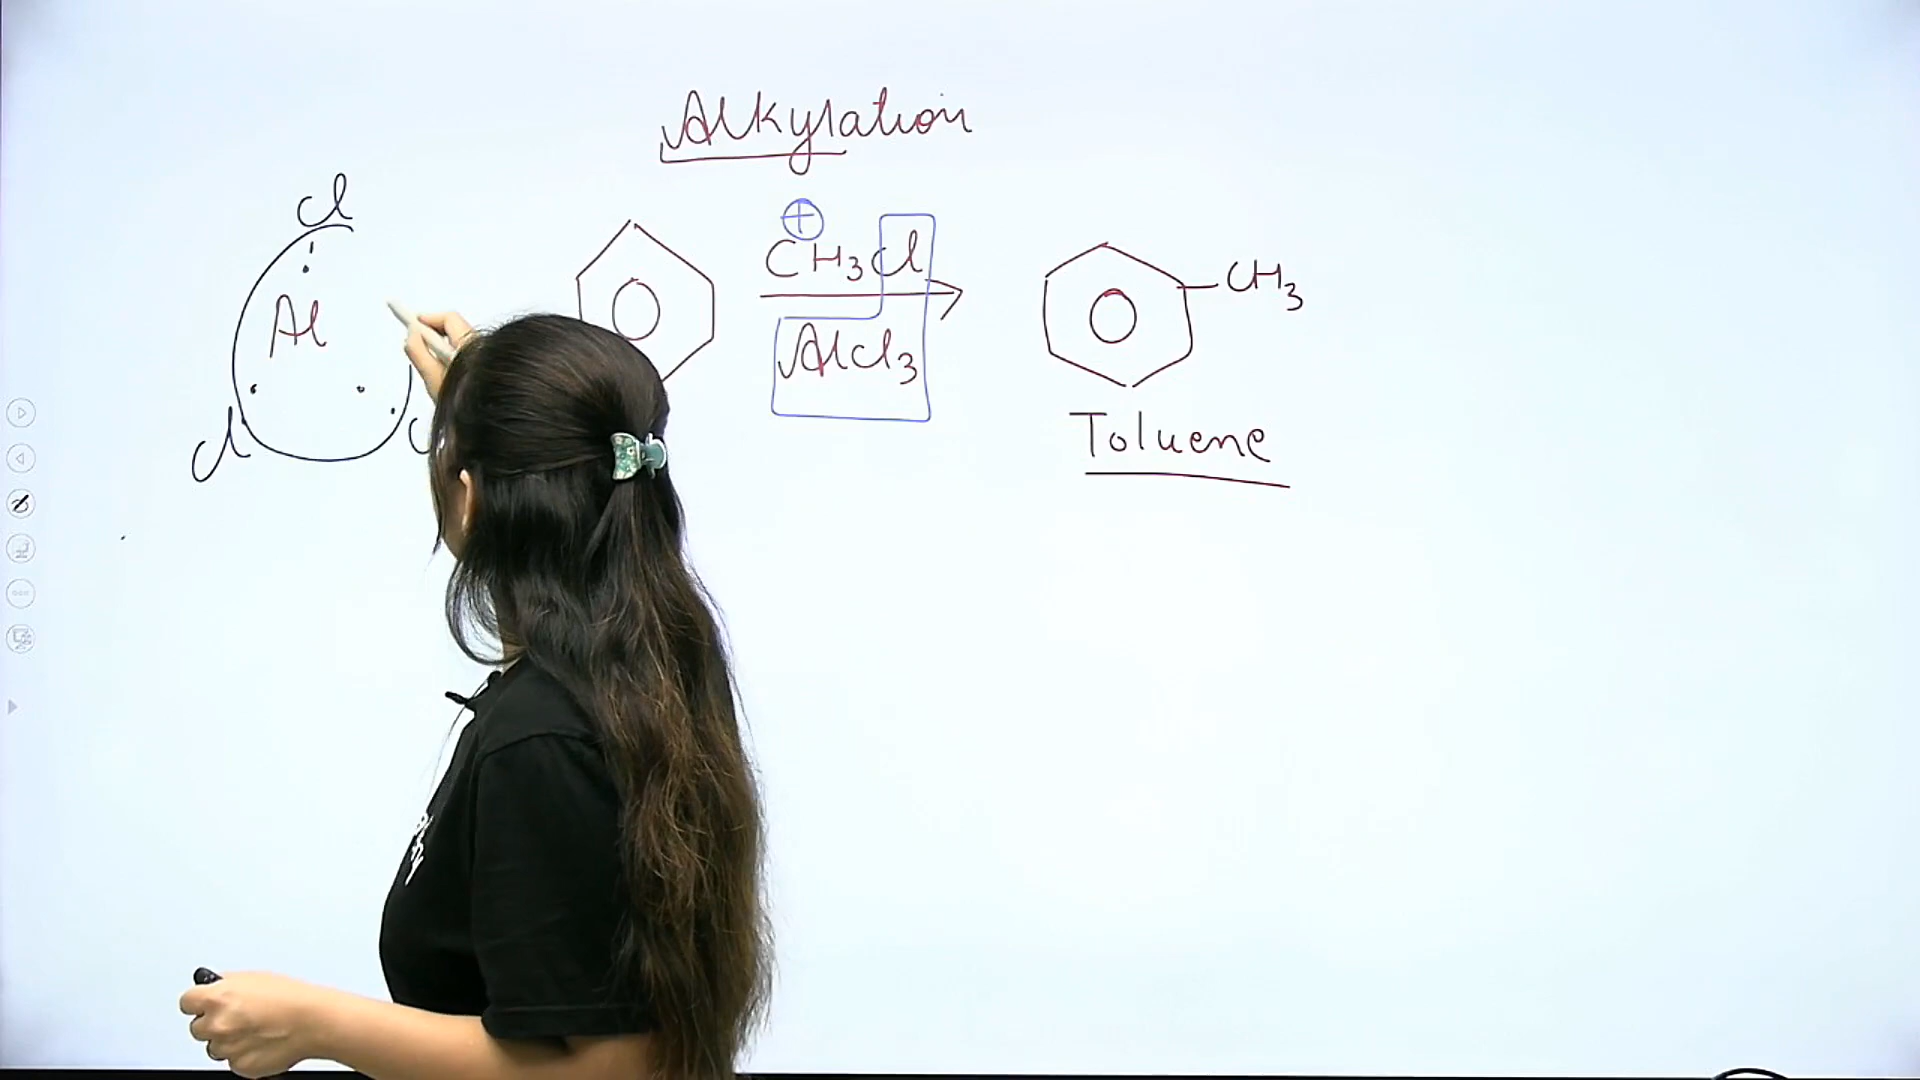 Alkylation
Cl
Al
Cl
+
CH3Cl
AlCl3
CH3
Toluene